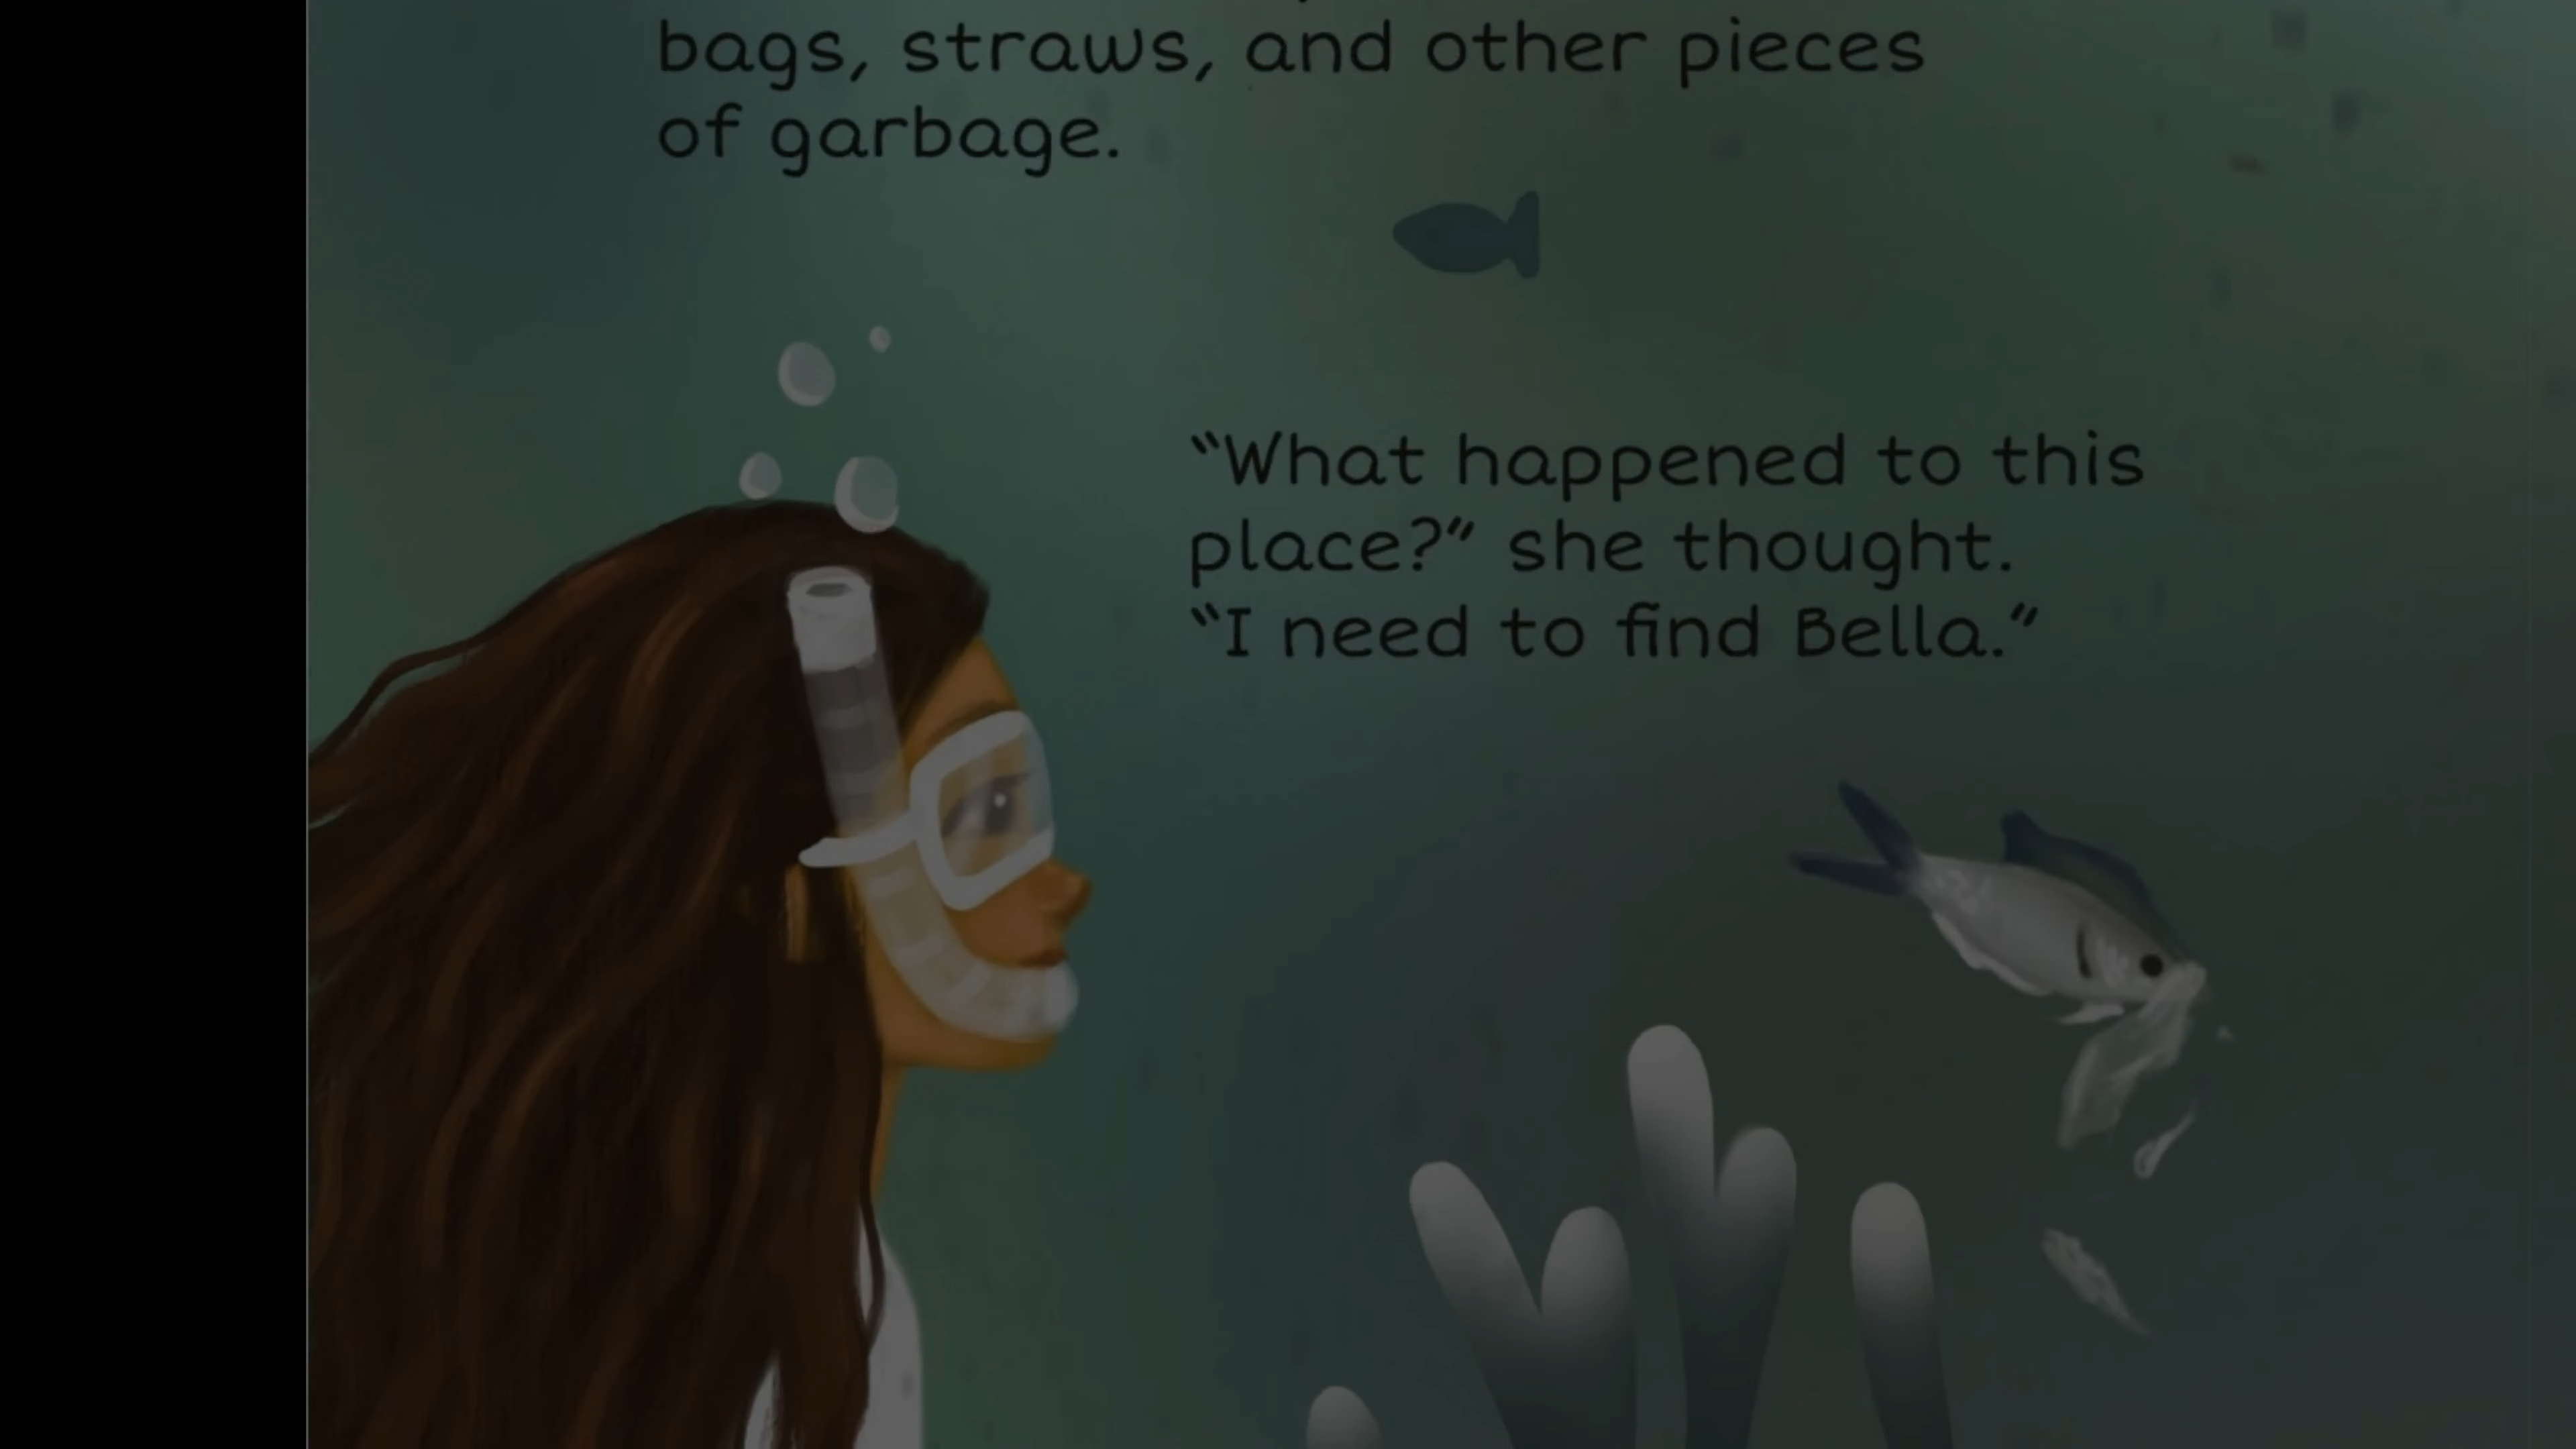 bags, straws, and other pieces
of garbage.
“What happened to this
place?” she thought.
“I need to find Bella.”